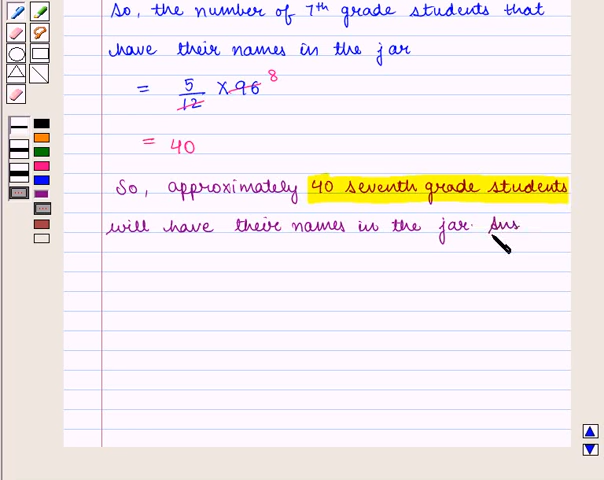 So, the number of 7th grade students that
have their names in the jar
= 5/12 × 96 8
= 40
So, approximately 40 seventh grade students
will have their names in the jar. Ans